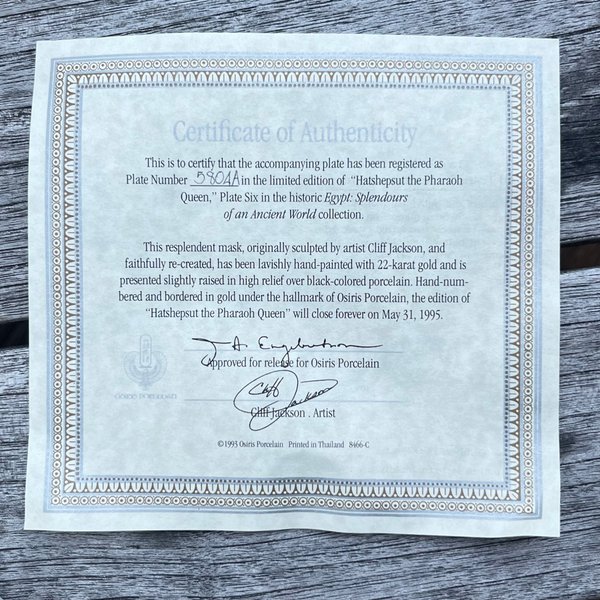 Certificate of Authenticity
This is to certify that the accompanying plate has been registered as
Plate Number 5804A in the limited edition of “Hatshepsut the Pharaoh
Queen,” Plate Six in the historic Egypt: Splendours
of an Ancient World collection.
This resplendent mask, originally sculpted by artist Cliff Jackson, and
faithfully re-created, has been lavishly hand-painted with 22-karat gold and is
presented slightly raised in high relief over black-colored porcelain. Hand-num-
bered and bordered in gold under the hallmark of Osiris Porcelain, the edition of
“Hatshepsut the Pharaoh Queen” will close forever on May 31, 1995.
Approved for release for Osiris Porcelain
OSIRIS PORCELAIN
Cliff Jackson
Cliff Jackson . Artist
©1993 Osiris Porcelain Printed in Thailand 8466-C